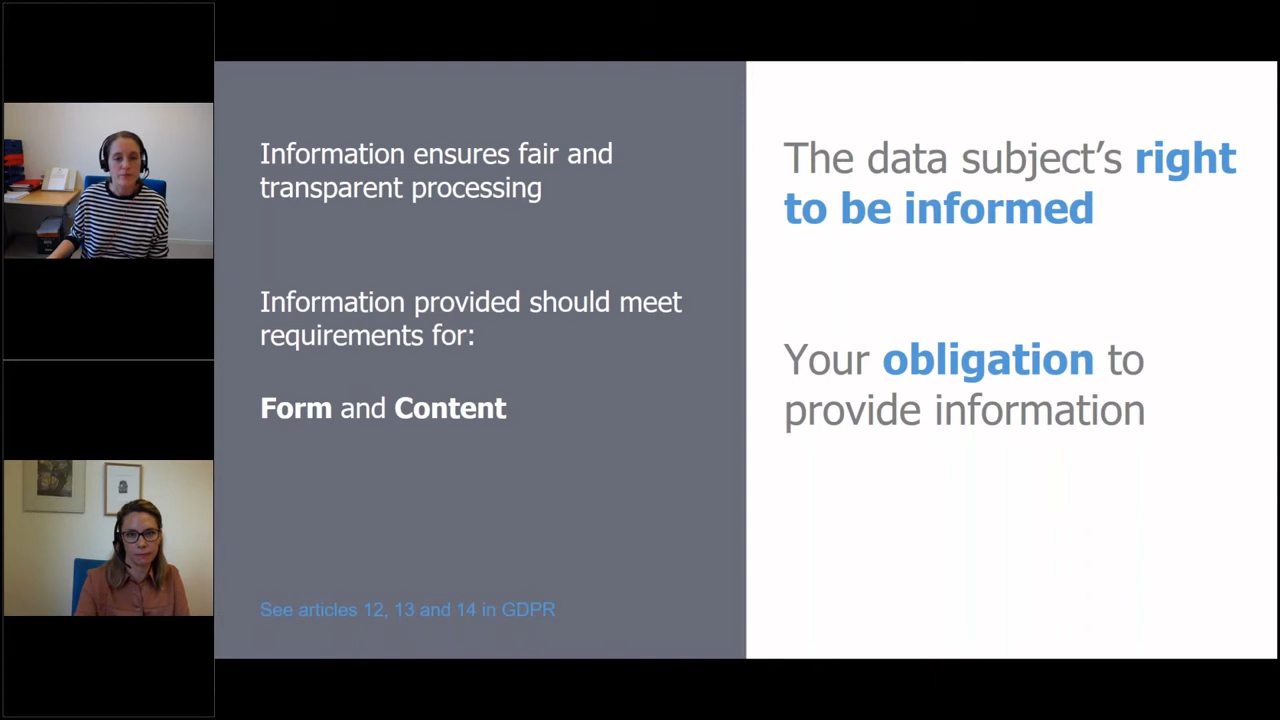 Information ensures fair and
transparent processing
Information provided should meet
requirements for:
Form and Content
See articles 12, 13 and 14 in GDPR
The data subject’s right
to be informed
Your obligation to
provide information